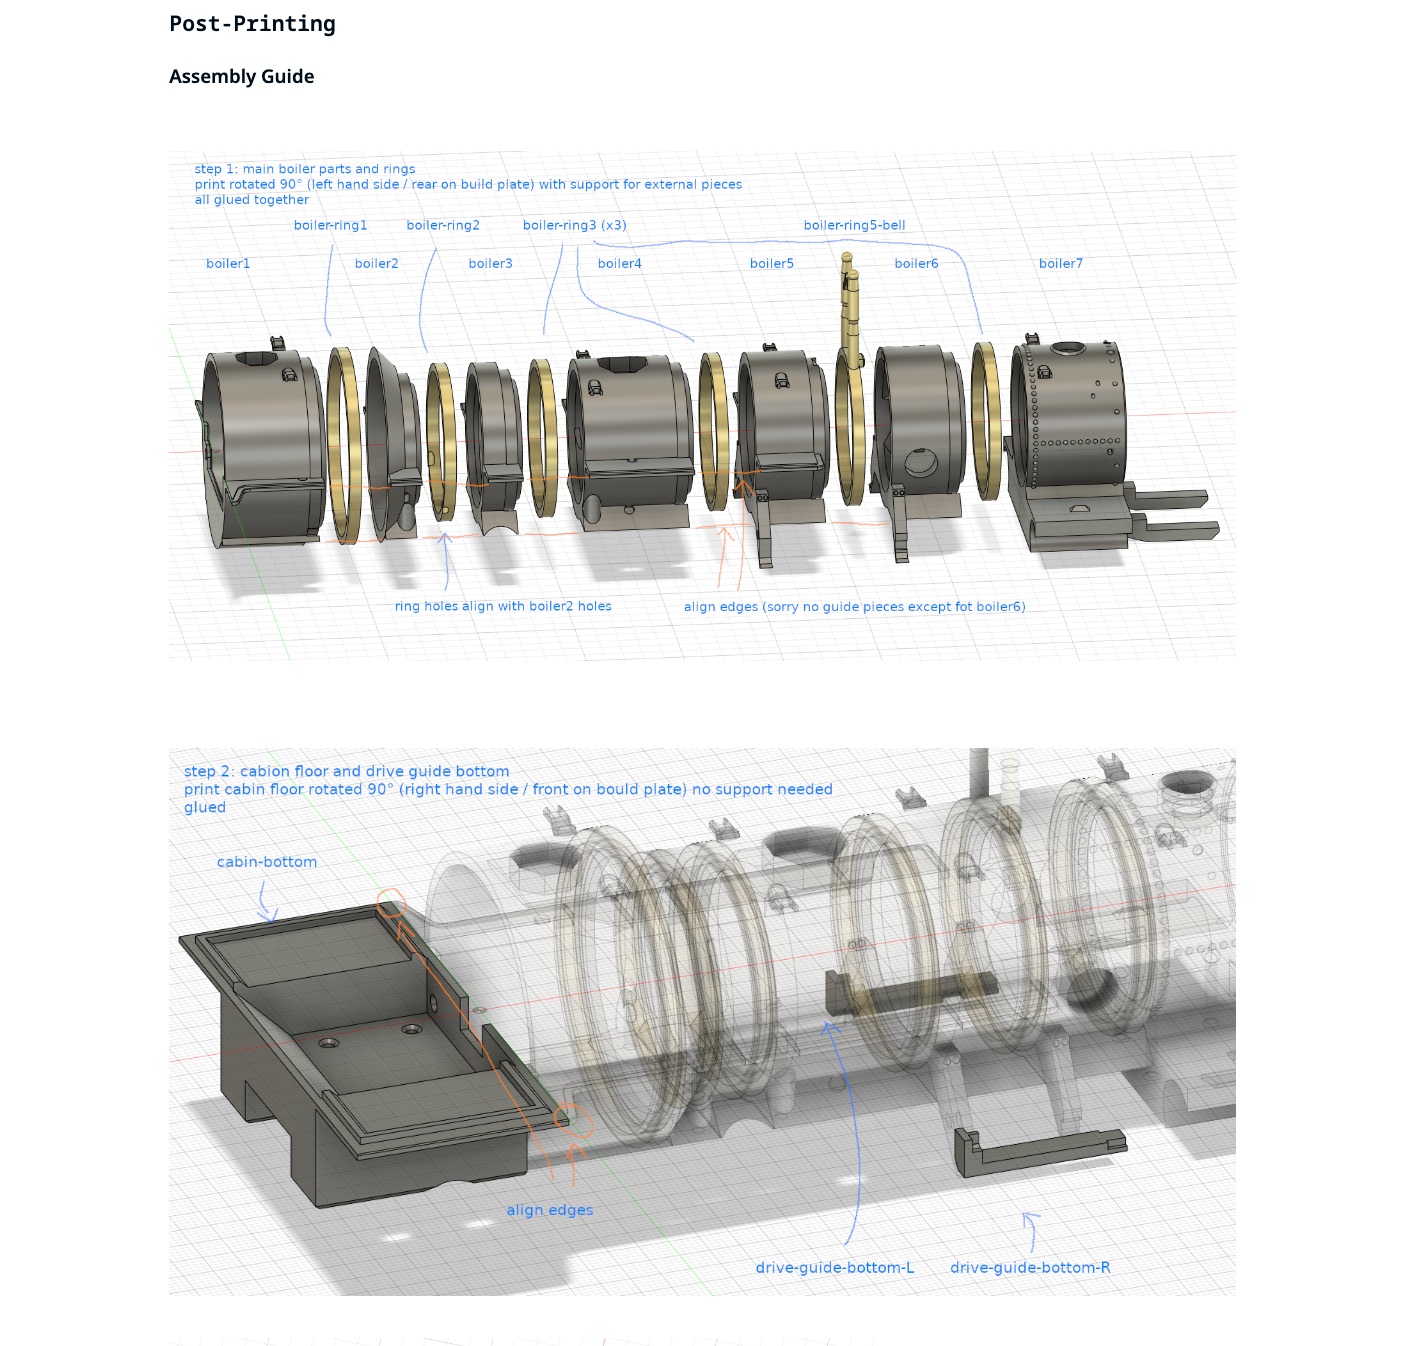 Post-Printing
Assembly Guide
step 1: main boiler parts and rings
print rotated 90° (left hand side / rear on build plate) with support for external pieces
all glued together
boiler-ring1
boiler-ring2
boiler-ring3 (x3)
boiler-ring5-bell
boiler1
boiler2
boiler3
boiler4
boiler5
boiler6
boiler7
ring holes align with boiler2 holes
align edges (sorry no guide pieces except fot boiler6)
step 2: cabion floor and drive guide bottom
print cabin floor rotated 90° (right hand side / front on bould plate) no support needed
glued
cabin-bottom
align edges
drive-guide-bottom-L
drive-guide-bottom-R